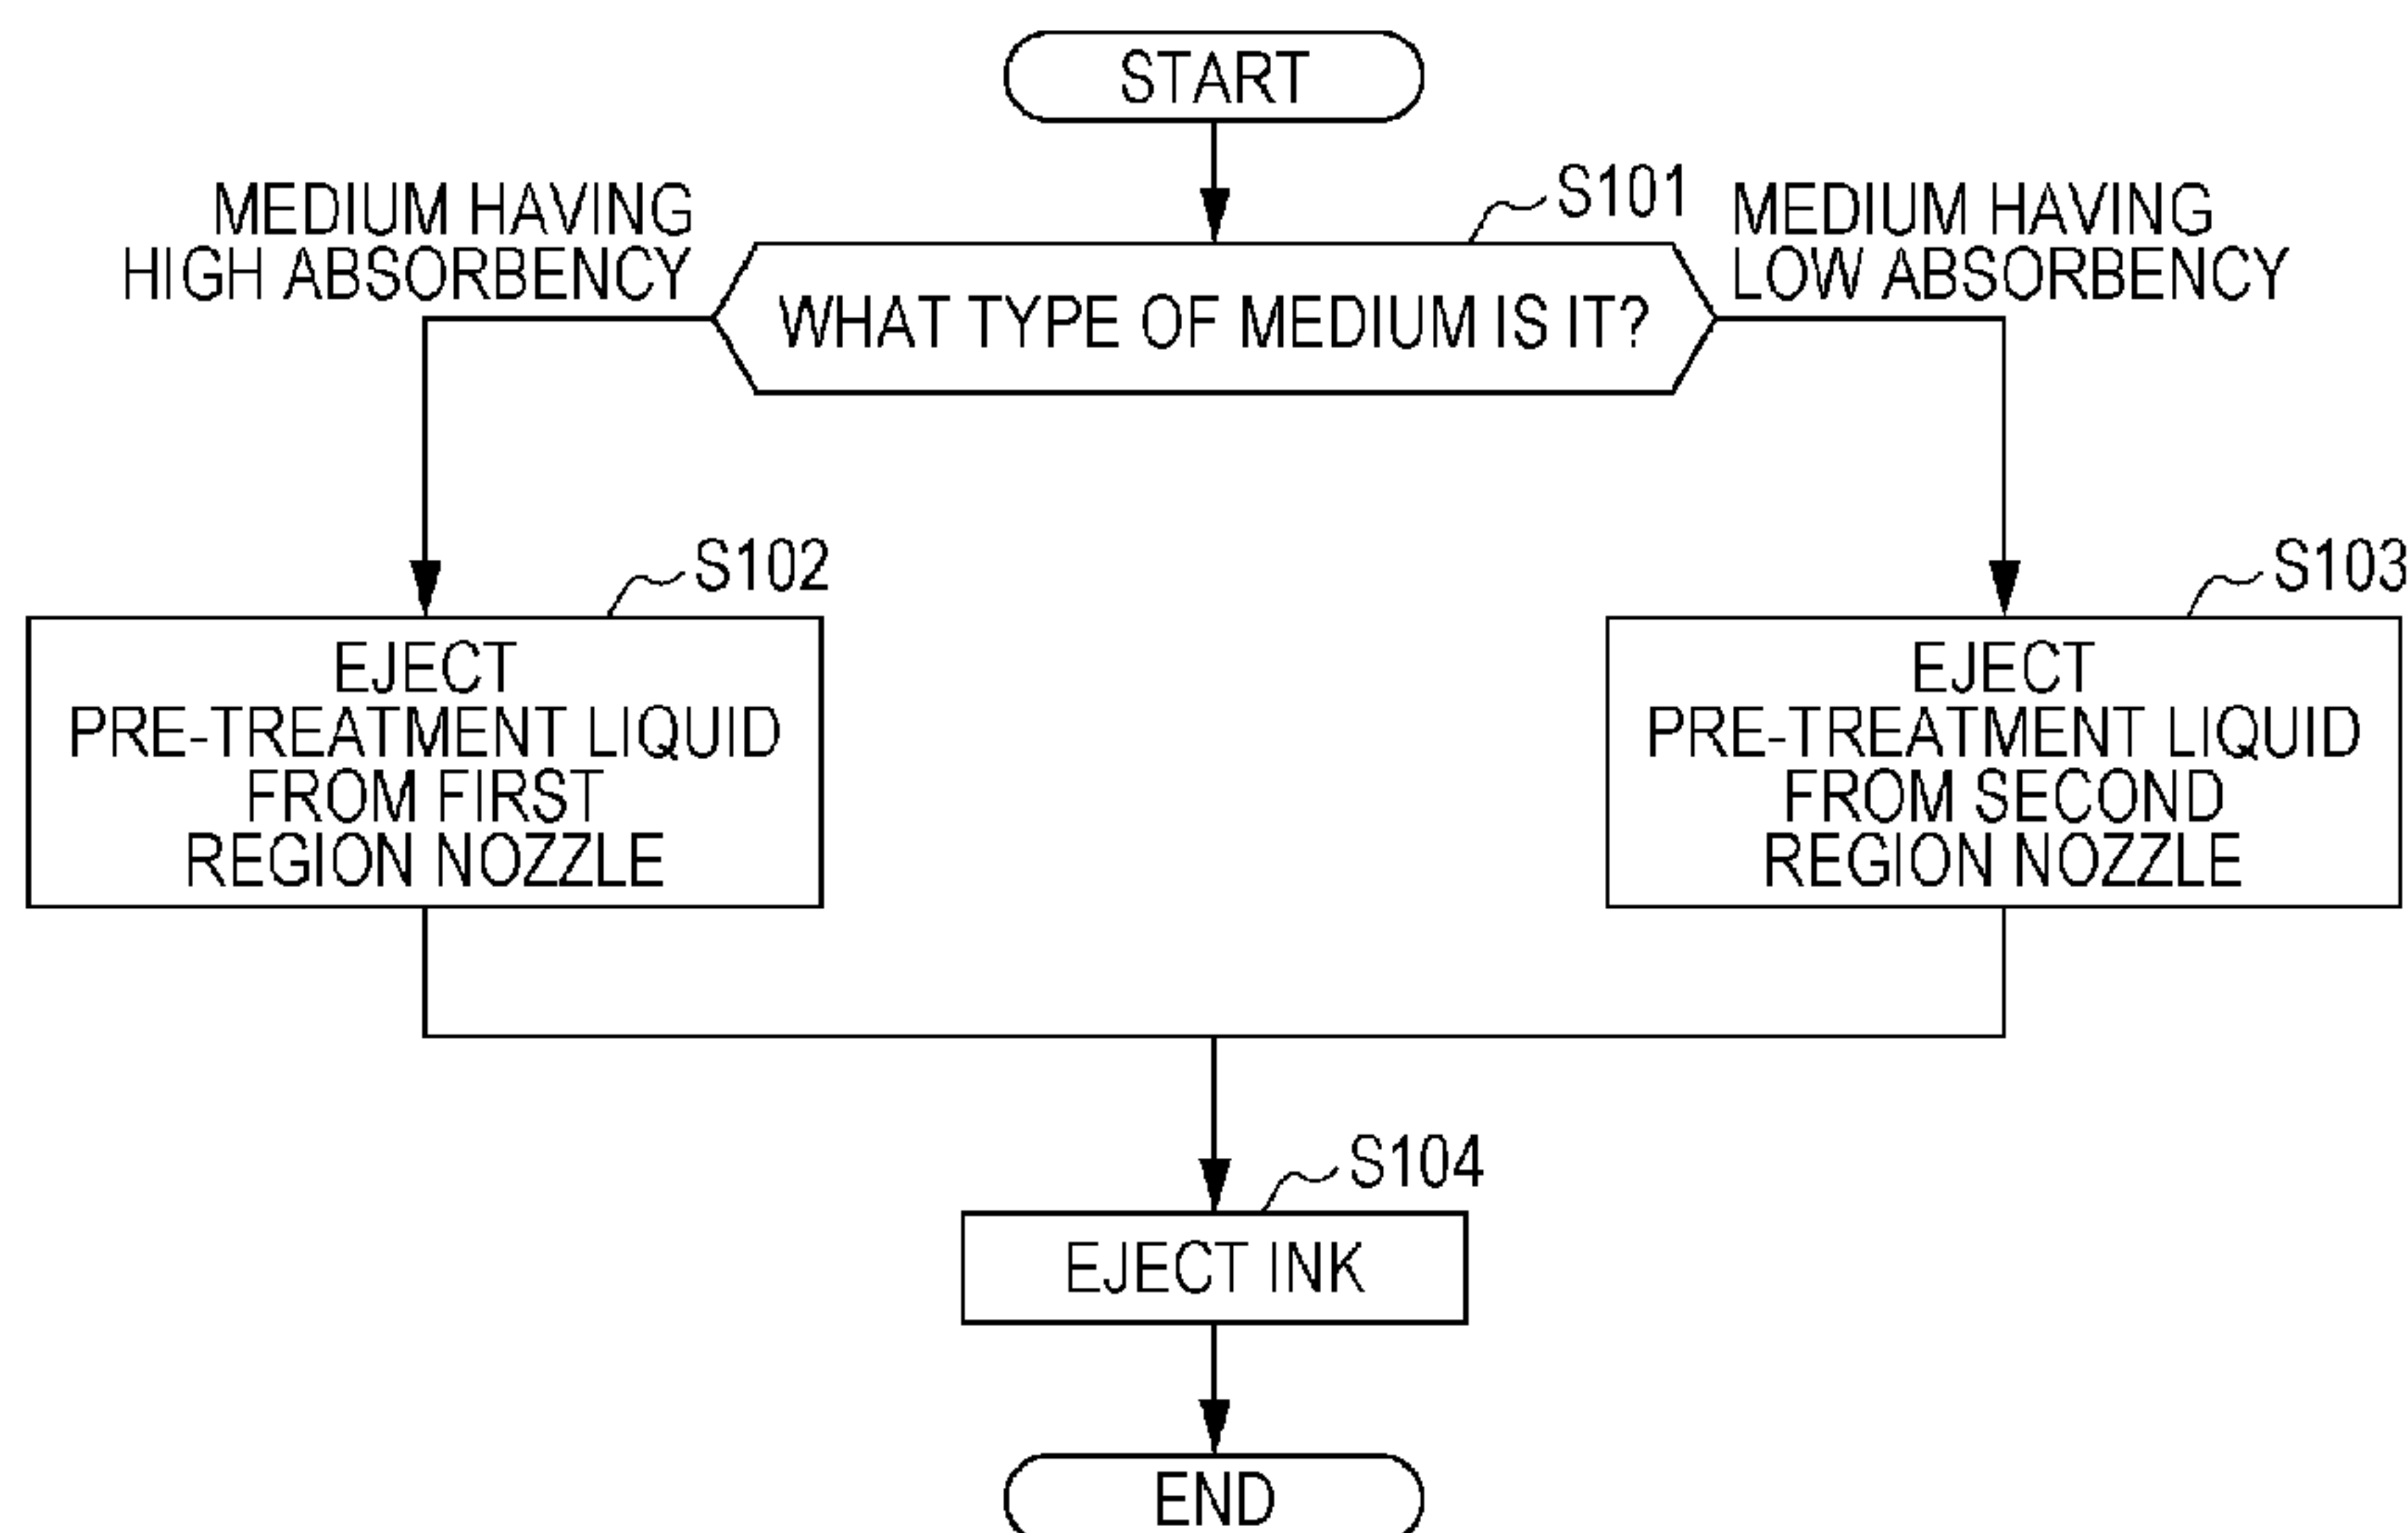 START
S101
MEDIUM HAVING
HIGH ABSORBENCY
WHAT TYPE OF MEDIUM IS IT?
MEDIUM HAVING
LOW ABSORBENCY
S102
EJECT
PRE-TREATMENT LIQUID
FROM FIRST
REGION NOZZLE
S103
EJECT
PRE-TREATMENT LIQUID
FROM SECOND
REGION NOZZLE
S104
EJECT INK
END